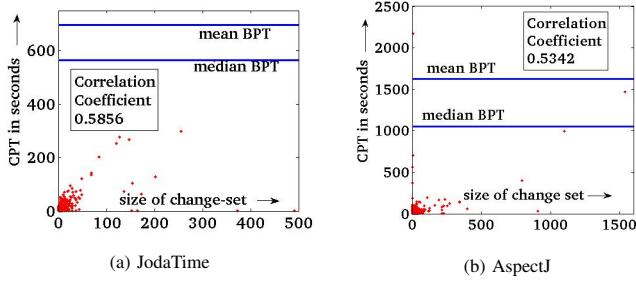 mean BPT
median BPT
Correlation
Coefficient
0.5856
size of change-set
CPT in seconds
600
400
200
0
0 100 200 300 400 500
(a) JodaTime
Correlation
Coefficient
0.5342
mean BPT
median BPT
size of change set
CPT in seconds
2500
2000
1500
1000
500
0
0 500 1000 1500
(b) AspectJ